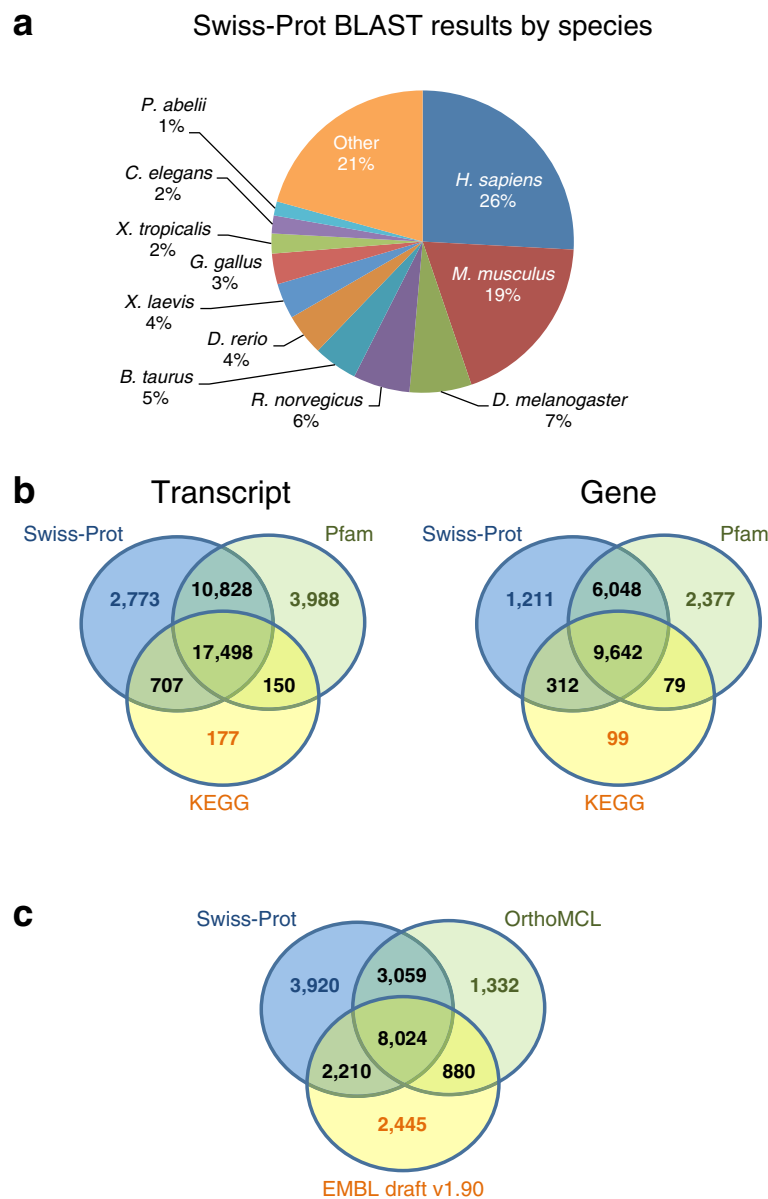 a
Swiss-Prot BLAST results by species
P. abelii
1%
C. elegans
2%
X. tropicalis
2%
G. gallus
3%
X. laevis
4%
D. rerio
4%
B. taurus
5%
R. norvegicus
6%
D. melanogaster
7%
M. musculus
19%
H. sapiens
26%
Other
21%
b
Transcript
Swiss-Prot
Pfam
2,773
10,828
3,988
17,498
707
150
177
KEGG
Gene
Swiss-Prot
Pfam
1,211
6,048
2,377
9,642
312
79
99
KEGG
c
Swiss-Prot
OrthoMCL
3,920
3,059
1,332
8,024
2,210
880
2,445
EMBL draft v1.90